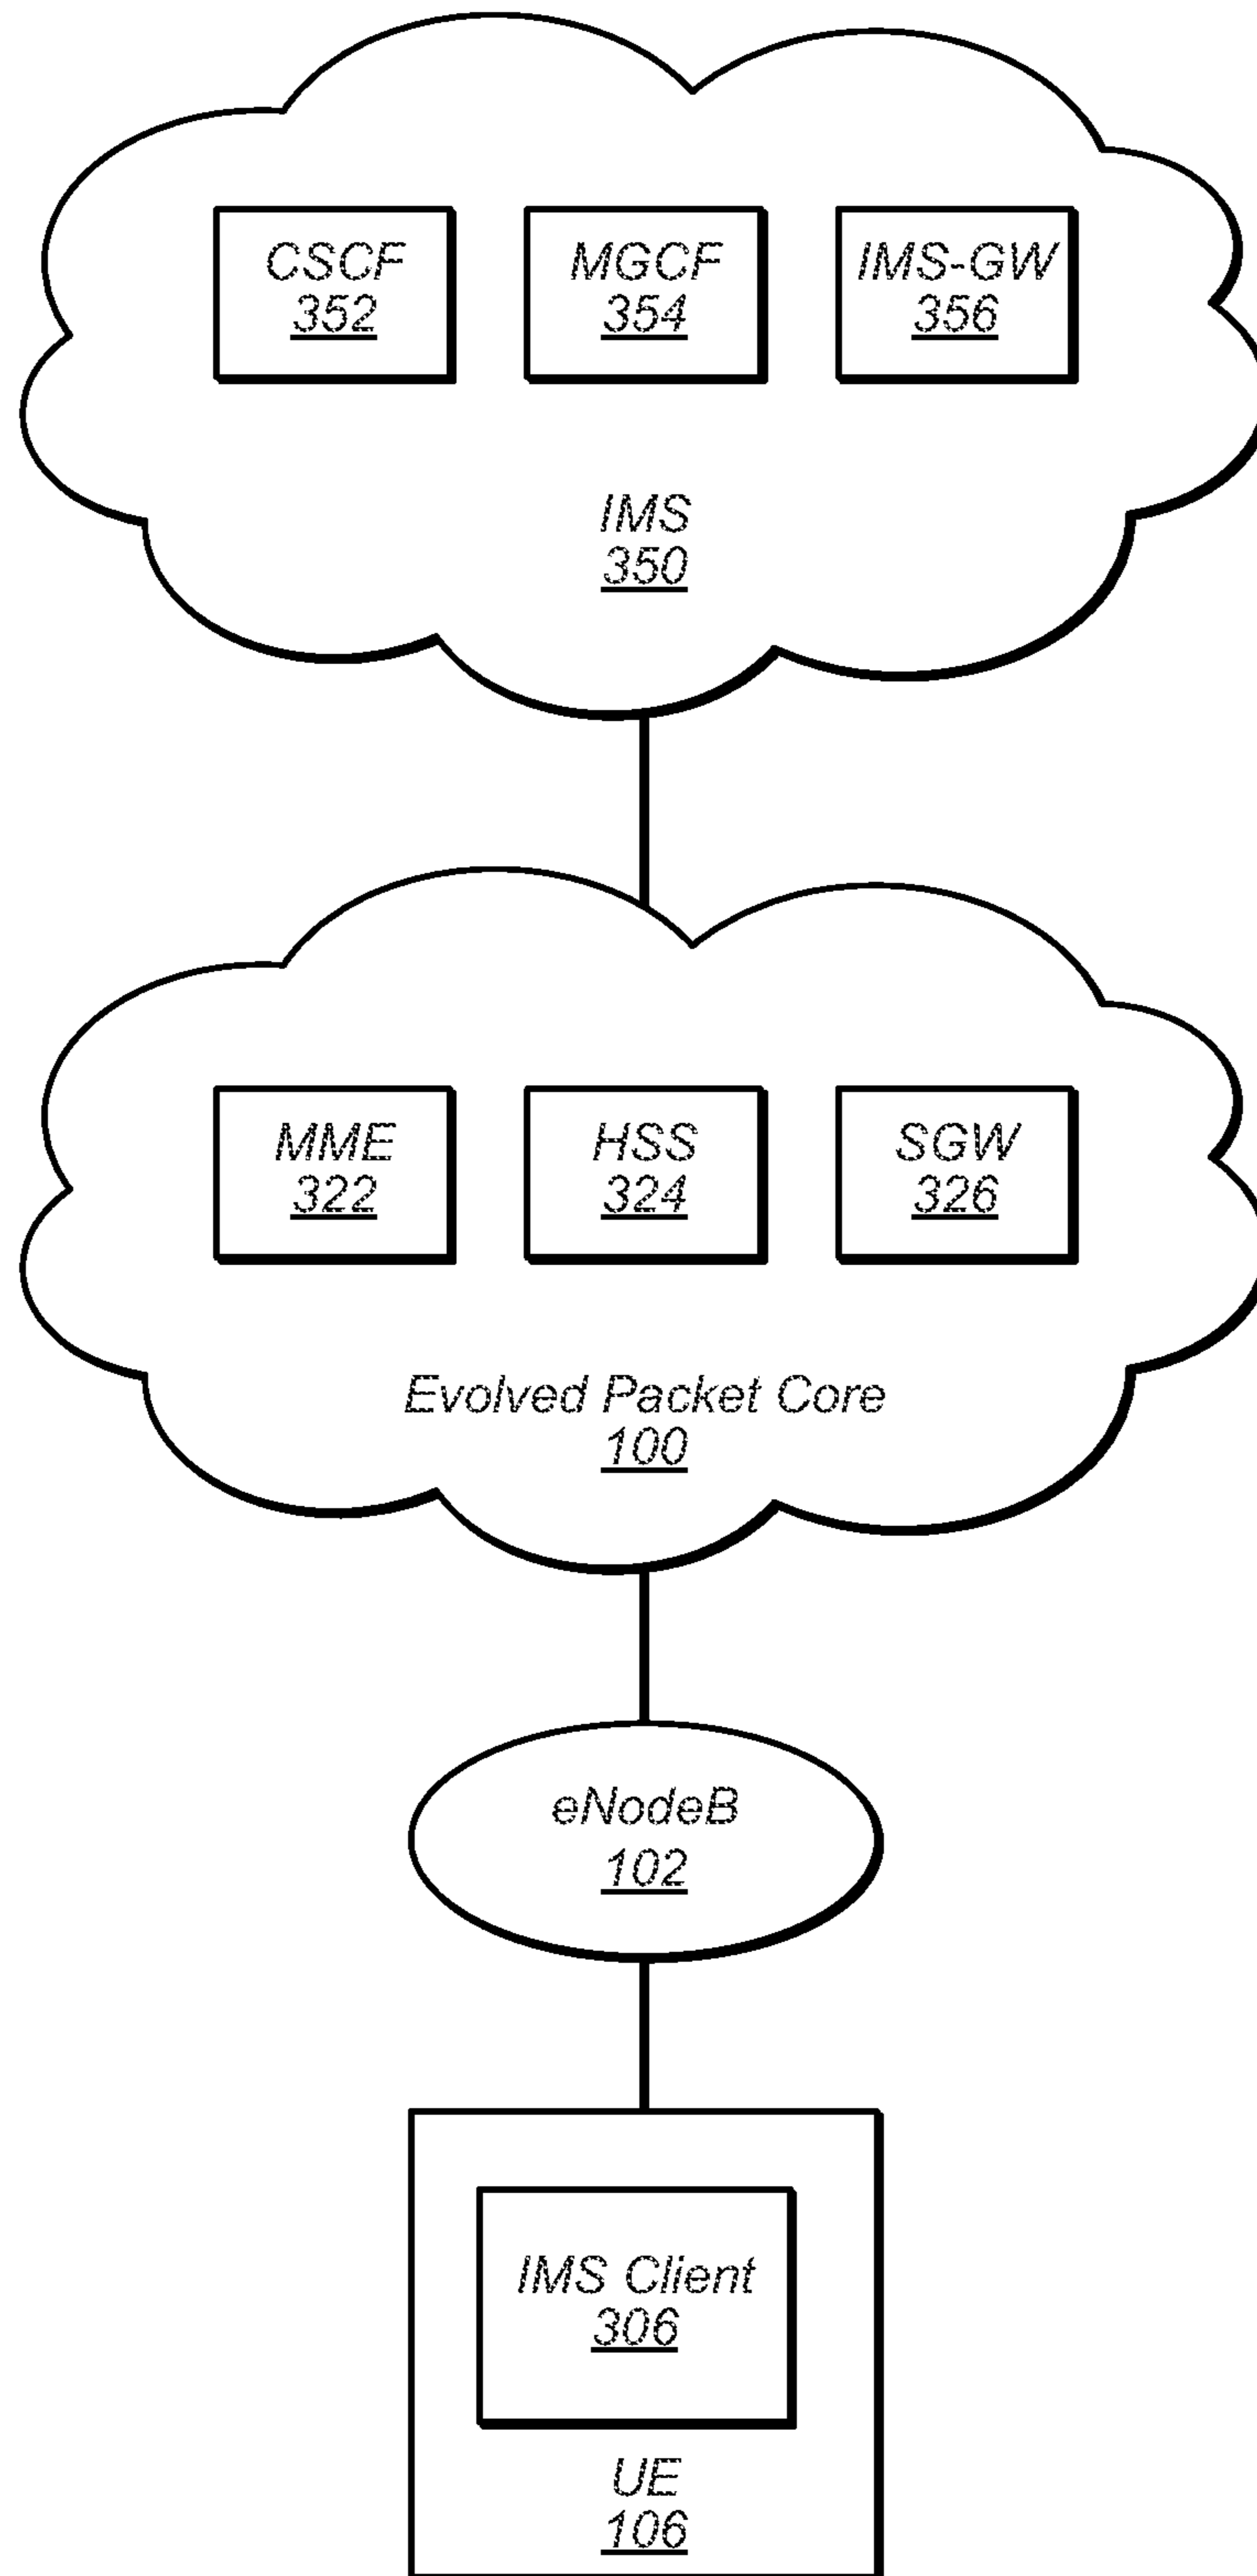 CSCF
352
MGCF
354
IMS-GW
356
IMS
350
MME
322
HSS
324
SGW
326
Evolved Packet Core
100
eNodeB
102
IMS Client
306
UE
106